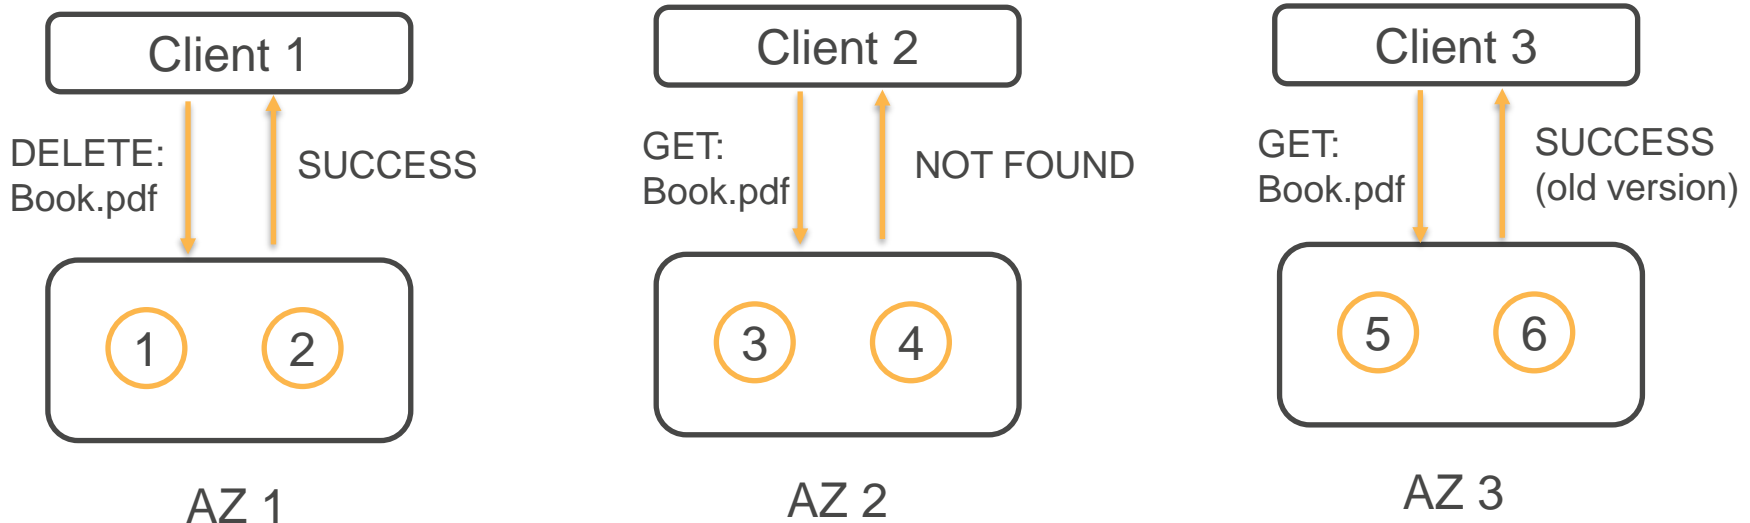 Client 1
DELETE:
Book.pdf
SUCCESS
1
2
AZ 1
Client 2
GET:
Book.pdf
NOT FOUND
3
4
AZ 2
Client 3
GET:
Book.pdf
SUCCESS
(old version)
5
6
AZ 3